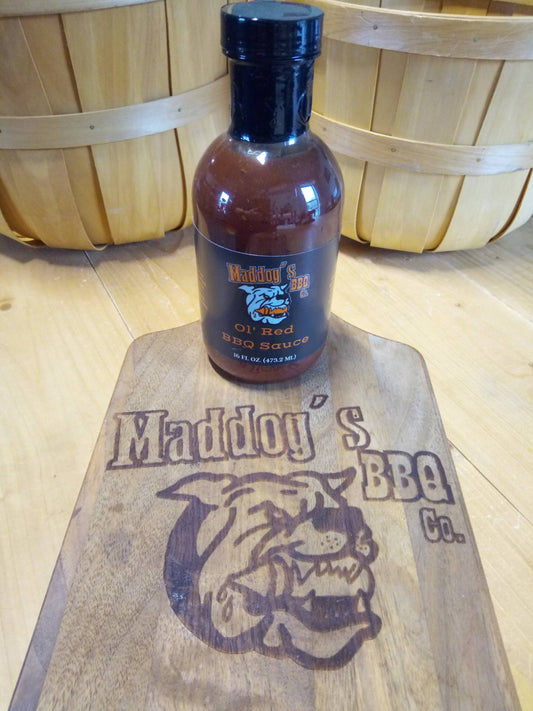 Maddog's
BBQ
Co.
Ol' Red
BBQ Sauce
16 FL OZ. (473.2 ML)
Maddog's
BBQ
Co.